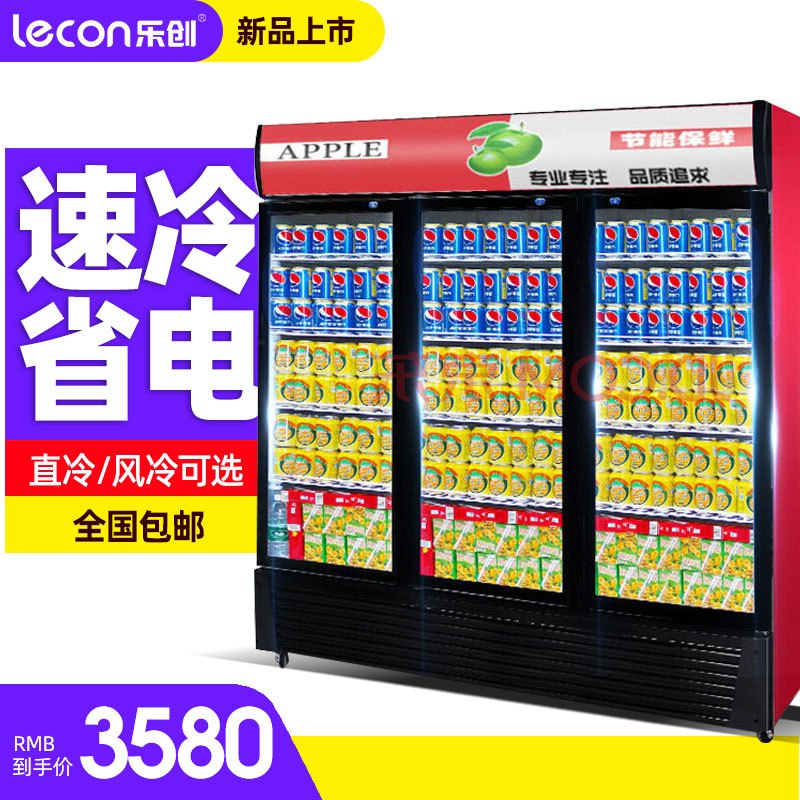 lecon乐创®
新品上市
APPLE
节能保鲜
专业专注 品质追求
速冷
省电
直冷/风冷可选
全国包邮
RMB
到手价
3580